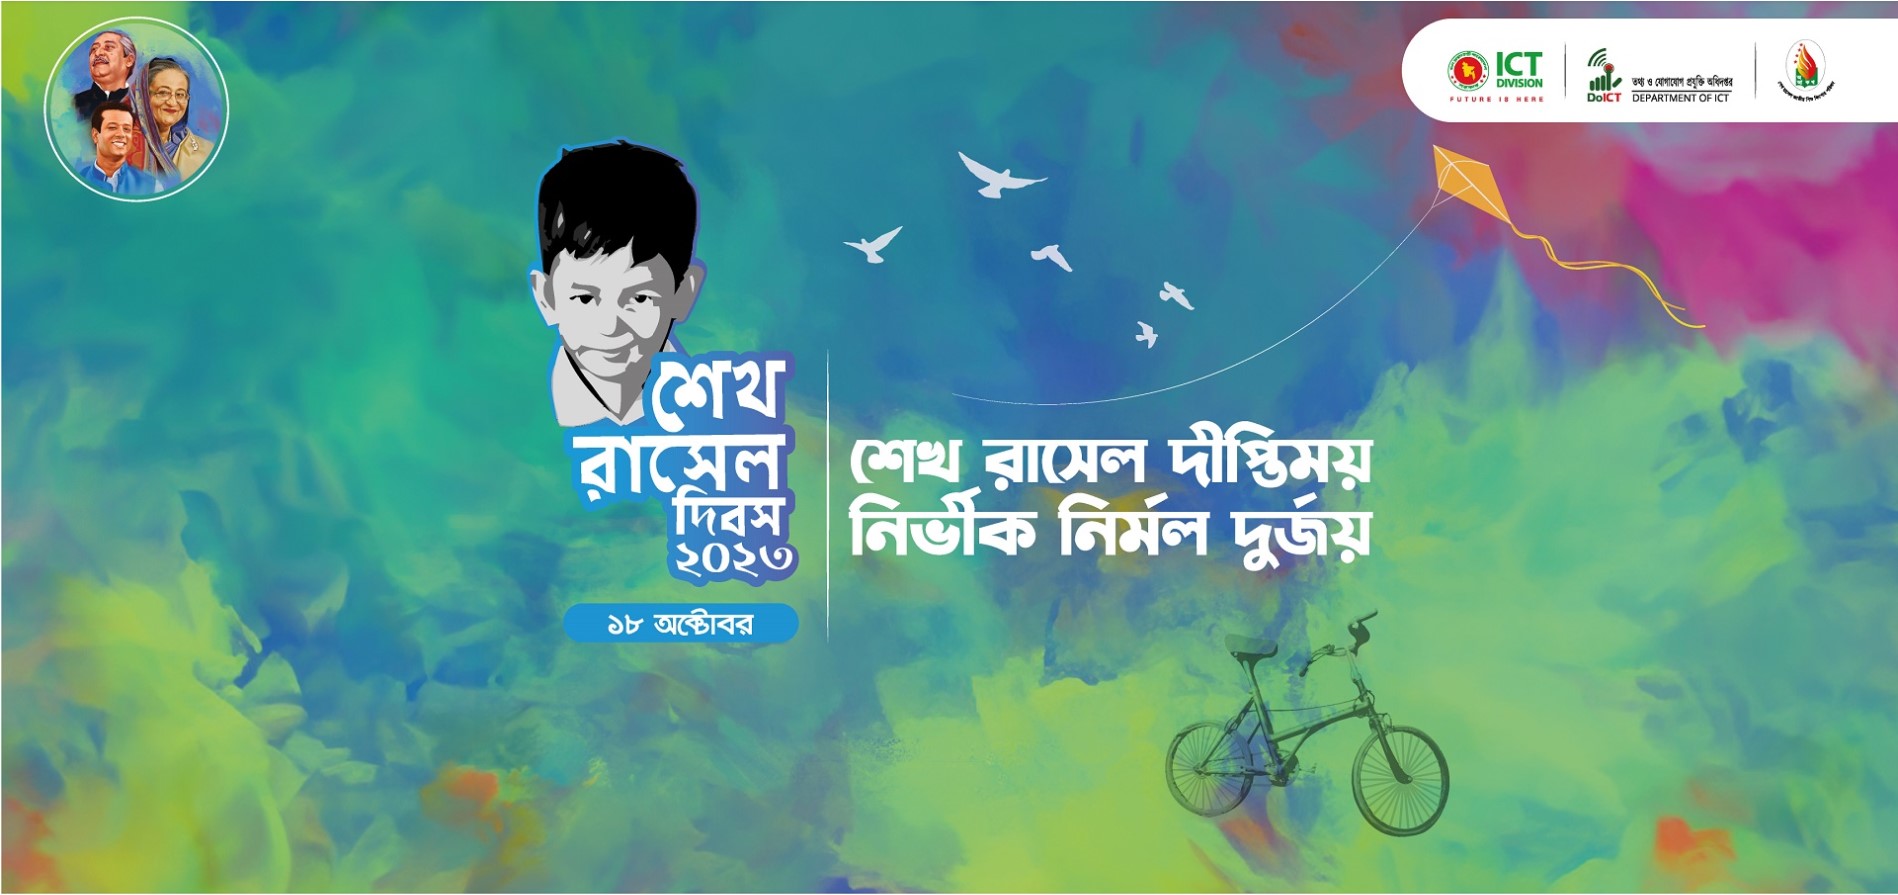 ICT
DIVISION
FUTURE IS HERE
DoICT
তথ্য ও যোগাযোগ প্রযুক্তি অধিদপ্তর
DEPARTMENT OF ICT
শেখ
রাসেল
দিবস
২০২৩
১৮ অক্টোবর
শেখ রাসেল দীপ্তিময়
নির্ভীক নির্মল দুর্জয়